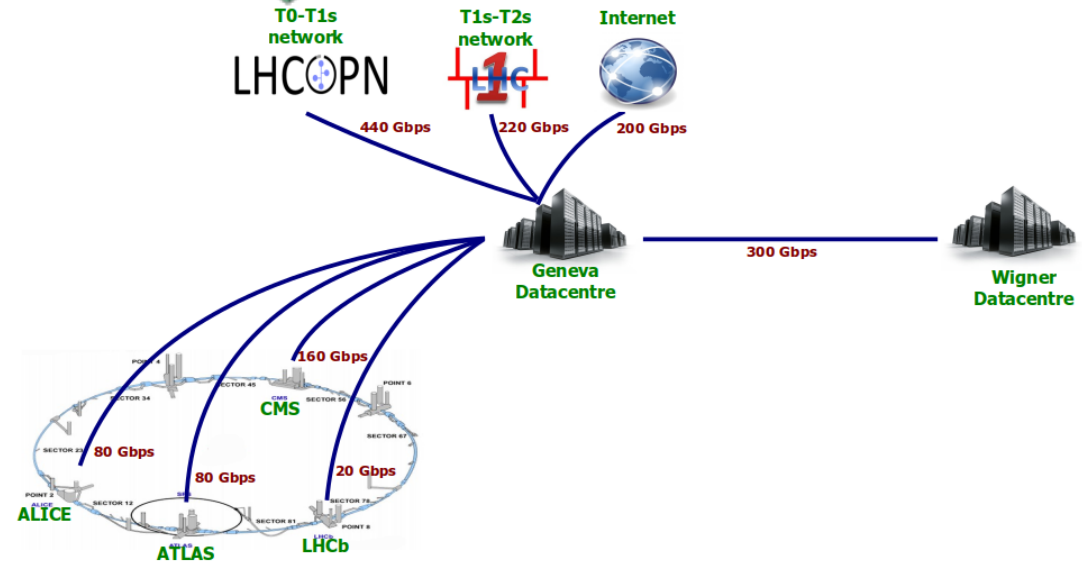 T0-T1s
network
LHCOPN
T1s-T2s
network
LHC
1
Internet
440 Gbps
220 Gbps
200 Gbps
Geneva
Datacentre
300 Gbps
Wigner
Datacentre
160 Gbps
POINT 4
SECTOR 45
CMS
CMS
SECTOR 56
POINT 6
SECTOR 34
SECTOR 67
SECTOR 23
80 Gbps
80 Gbps
20 Gbps
POINT 2
ALICE
ALICE
SECTOR 12
SPS
SECTOR 81
SECTOR 78
POINT 8
LHCb
LHCb
ATLAS
ATLAS